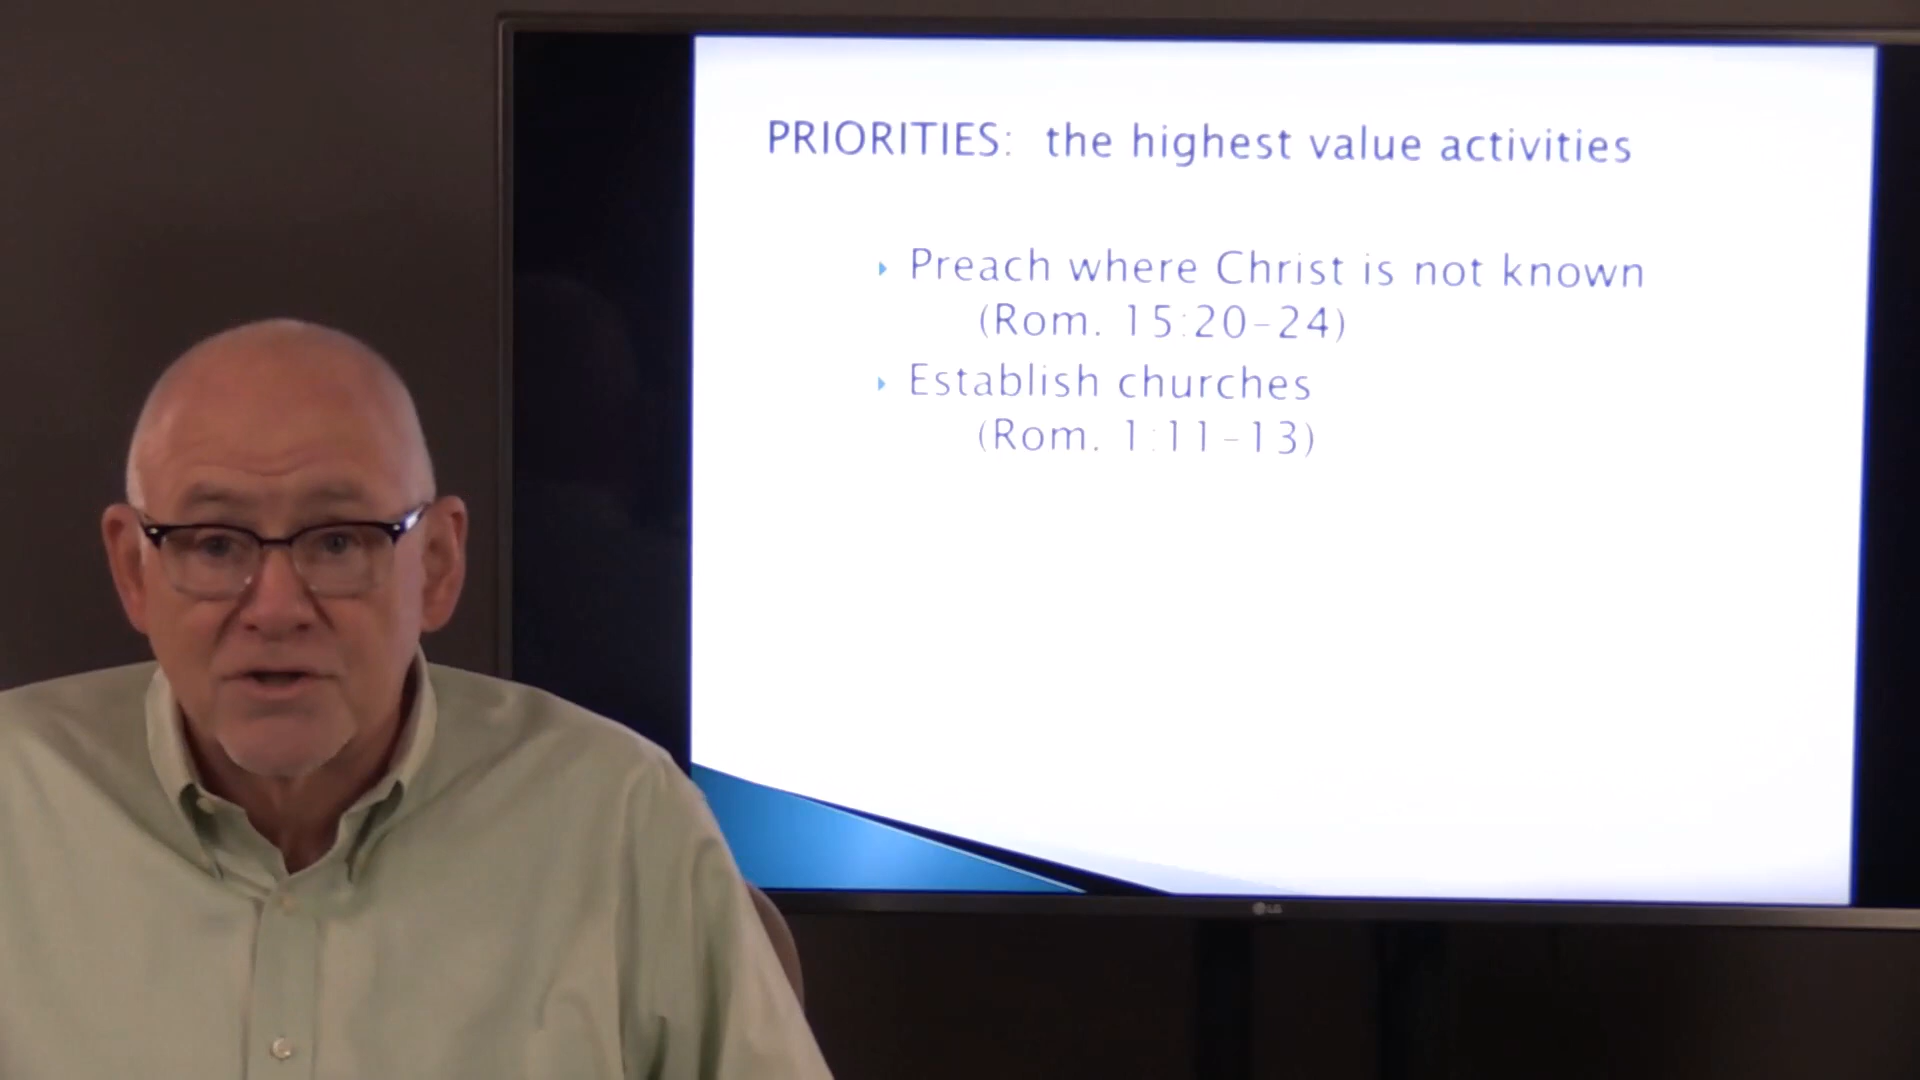 PRIORITIES: the highest value activities
Preach where Christ is not known
(Rom. 15:20-24)
Establish churches
(Rom. 1:11-13)
LG